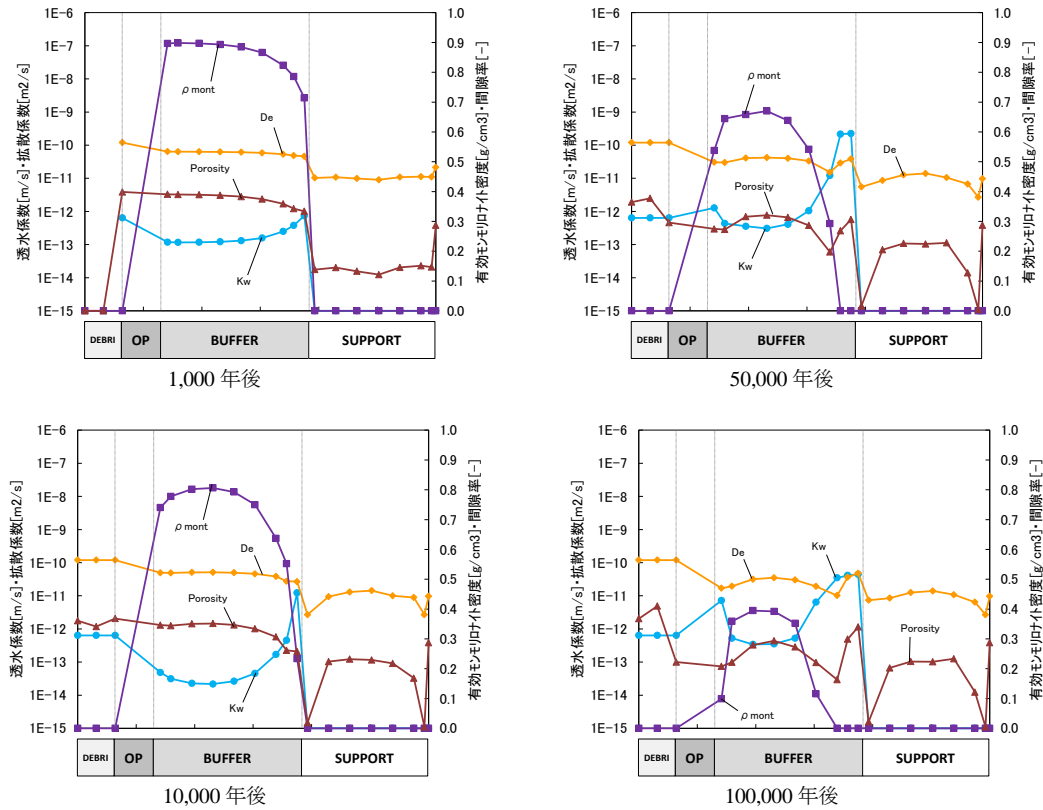 透水係数[m/s]・拡散係数[m2/s]
1E-6
1E-7
1E-8
1E-9
1E-10
1E-11
1E-12
1E-13
1E-14
1E-15
ρ mont
De
Porosity
Kw
1.0
0.9
0.8
0.7
0.6
0.5
0.4
0.3
0.2
0.1
0.0
有効モンモリロナイト密度[g/cm3]・間隙率[-]
DEBRI OP BUFFER SUPPORT
1,000 年後
透水係数[m/s]・拡散係数[m2/s]
1E-6
1E-7
1E-8
1E-9
1E-10
1E-11
1E-12
1E-13
1E-14
1E-15
ρ mont
De
Porosity
Kw
1.0
0.9
0.8
0.7
0.6
0.5
0.4
0.3
0.2
0.1
0.0
有効モンモリロナイト密度[g/cm3]・間隙率[-]
DEBRI OP BUFFER SUPPORT
50,000 年後
透水係数[m/s]・拡散係数[m2/s]
1E-6
1E-7
1E-8
1E-9
1E-10
1E-11
1E-12
1E-13
1E-14
1E-15
ρ mont
De
Porosity
Kw
1.0
0.9
0.8
0.7
0.6
0.5
0.4
0.3
0.2
0.1
0.0
有効モンモリロナイト密度[g/cm3]・間隙率[-]
DEBRI OP BUFFER SUPPORT
10,000 年後
透水係数[m/s]・拡散係数[m2/s]
1E-6
1E-7
1E-8
1E-9
1E-10
1E-11
1E-12
1E-13
1E-14
1E-15
Kw
De
Porosity
ρ mont
1.0
0.9
0.8
0.7
0.6
0.5
0.4
0.3
0.2
0.1
0.0
有効モンモリロナイト密度[g/cm3]・間隙率[-]
DEBRI OP BUFFER SUPPORT
100,000 年後